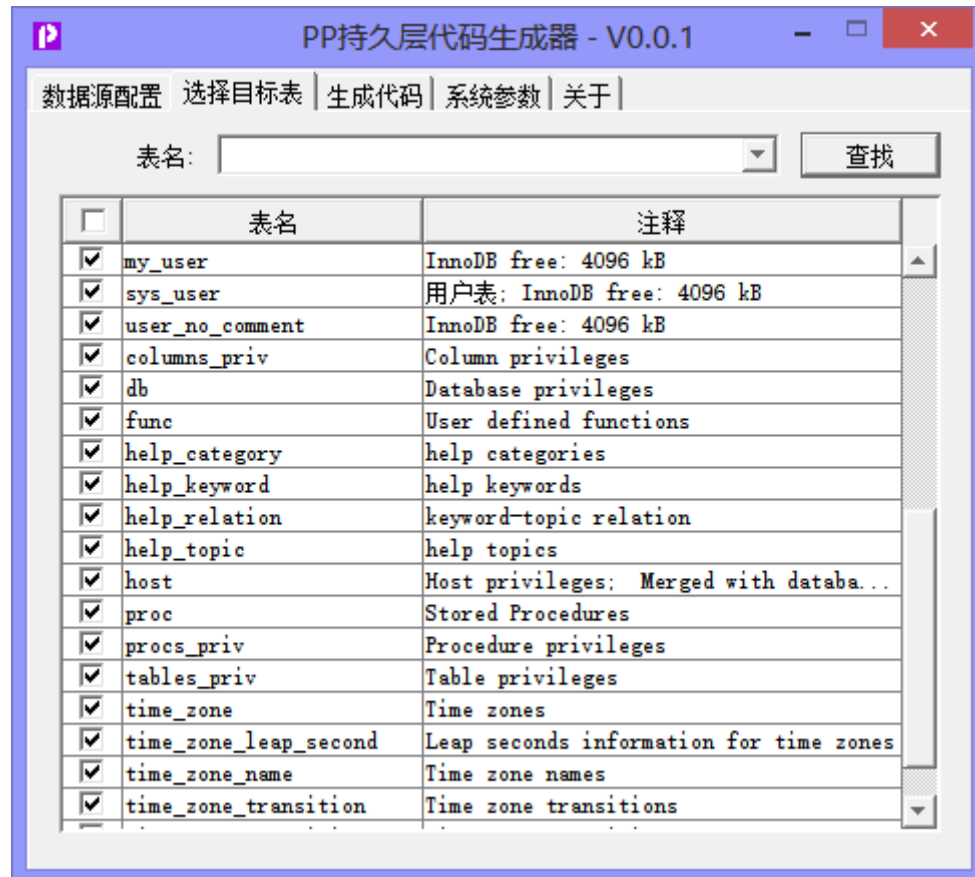 PP持久层代码生成器 - V0.0.1
数据源配置 选择目标表 生成代码 系统参数 关于
表名: 查找
表名 注释
my_user InnoDB free: 4096 kB
sys_user 用户表; InnoDB free: 4096 kB
user_no_comment InnoDB free: 4096 kB
columns_priv Column privileges
db Database privileges
func User defined functions
help_category help categories
help_keyword help keywords
help_relation keyword-topic relation
help_topic help topics
host Host privileges;  Merged with databa...
proc Stored Procedures
procs_priv Procedure privileges
tables_priv Table privileges
time_zone Time zones
time_zone_leap_second Leap seconds information for time zones
time_zone_name Time zone names
time_zone_transition Time zone transitions